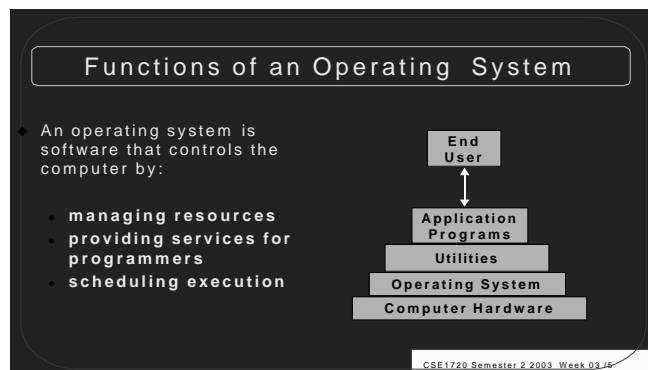 Functions of an Operating System
An operating system is
software that controls the
computer by:
managing resources
providing services for
programmers
scheduling execution
End
User
Application
Programs
Utilities
Operating System
Computer Hardware
CSE1720 Semester 2 2003 Week 03 /5